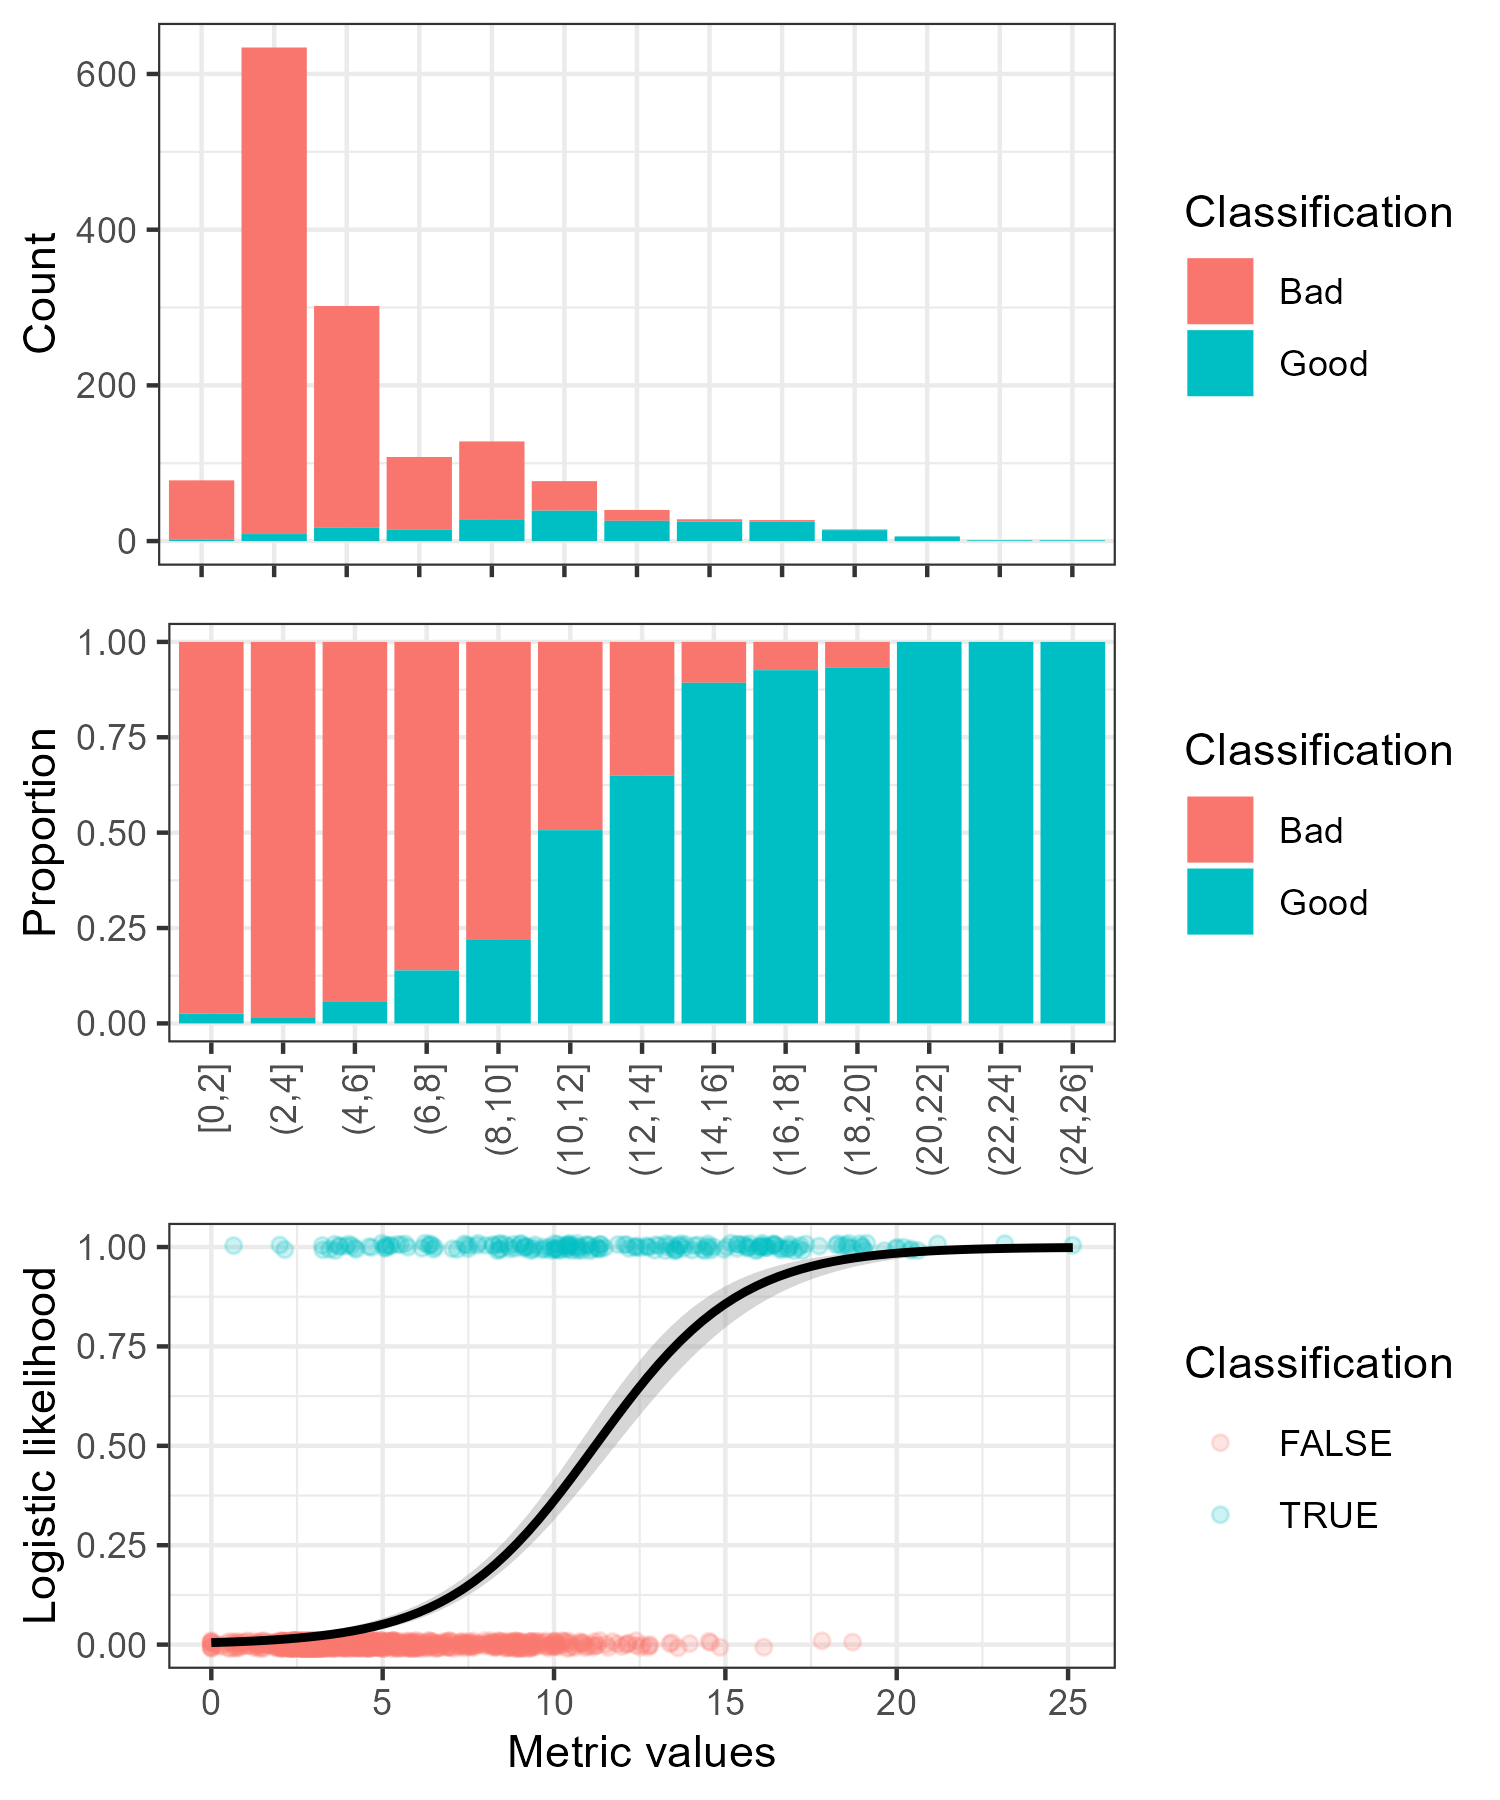 600
400
200
0
Count
Classification
Bad
Good
1.00
0.75
0.50
0.25
0.00
Proportion
Classification
Bad
Good
[0,2]
(2,4]
(4,6]
(6,8]
(8,10]
(10,12]
(12,14]
(14,16]
(16,18]
(18,20]
(20,22]
(22,24]
(24,26]
1.00
0.75
0.50
0.25
0.00
Logistic likelihood
Classification
FALSE
TRUE
0 5 10 15 20 25
Metric values